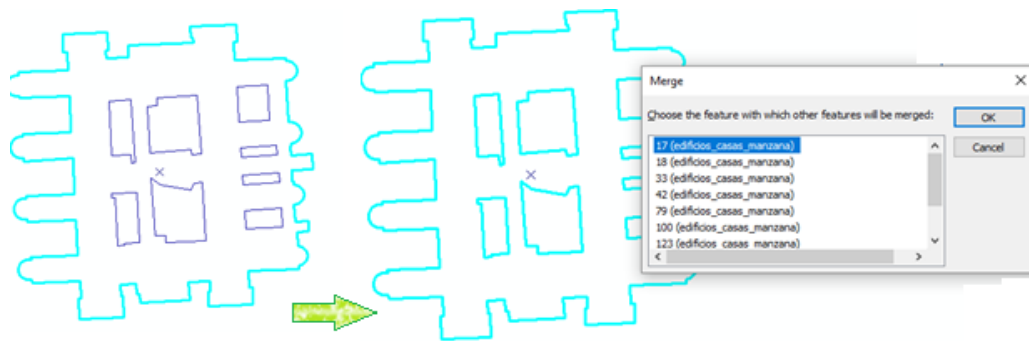 Merge
Choose the feature with which other features will be merged:
17 (edificios_casas_manzana)
18 (edificios_casas_manzana)
33 (edificios_casas_manzana)
42 (edificios_casas_manzana)
79 (edificios_casas_manzana)
100 (edificios_casas_manzana)
123 (edificios_casas_manzana)
OK
Cancel